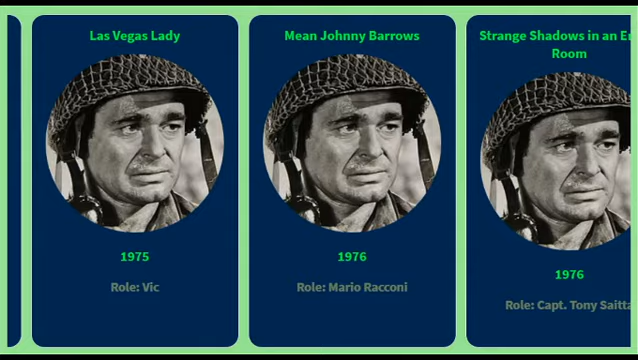 Las Vegas Lady
1975
Role: Vic
Mean Johnny Barrows
1976
Role: Mario Racconi
Strange Shadows in an
Room
1976
Role: Capt. Tony